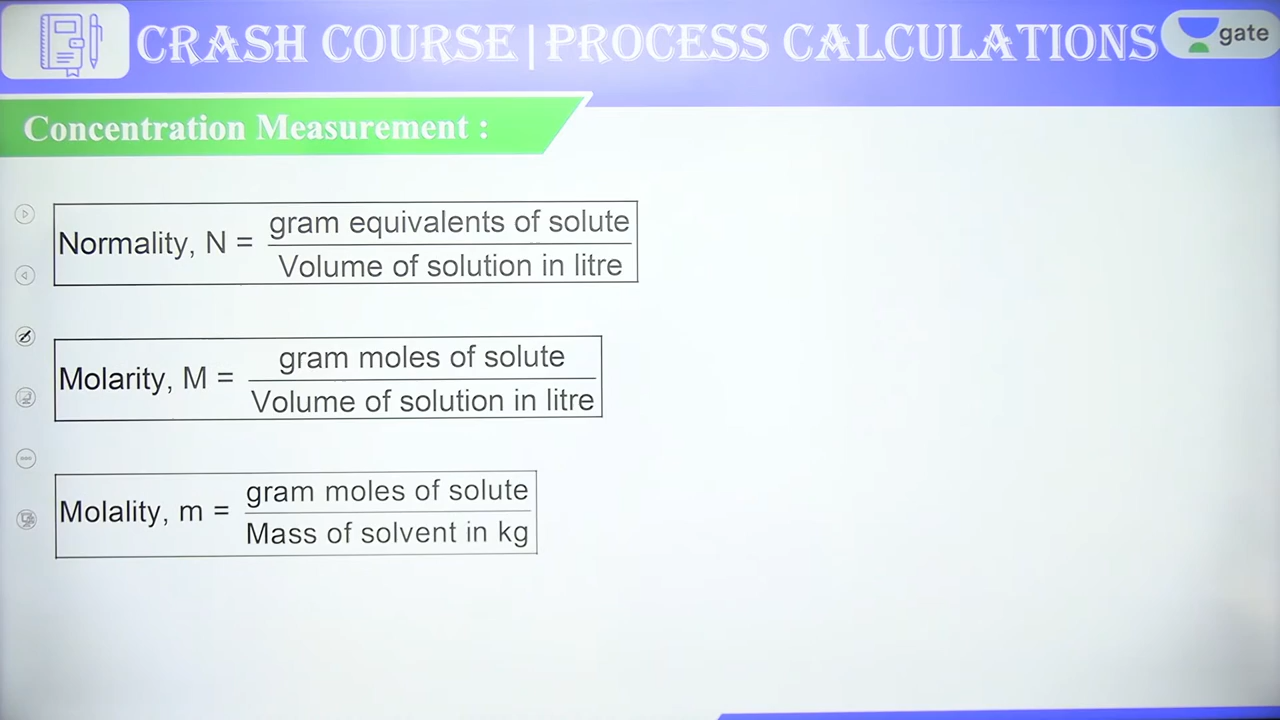 CRASH COURSE|PROCESS CALCULATIONS
gate
Concentration Measurement :
Normality, N = gram equivalents of solute
Volume of solution in litre
Molarity, M = gram moles of solute
Volume of solution in litre
Molality, m = gram moles of solute
Mass of solvent in kg